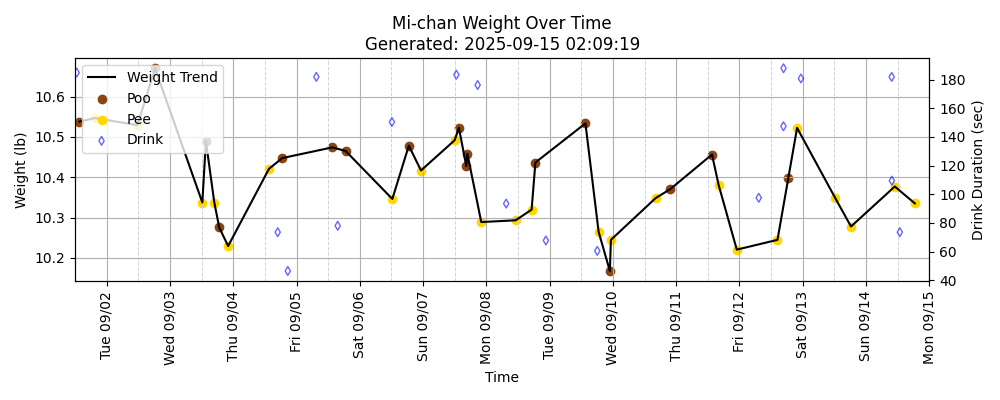 Mi-chan Weight Over Time
Generated: 2025-09-15 02:09:19
Weight Trend
Poo
Pee
Drink
Weight (lb)
10.6
10.5
10.4
10.3
10.2
180
160
140
120
100
80
60
40
Drink Duration (sec)
Tue 09/02
Wed 09/03
Thu 09/04
Fri 09/05
Sat 09/06
Sun 09/07
Mon 09/08
Tue 09/09
Wed 09/10
Thu 09/11
Fri 09/12
Sat 09/13
Sun 09/14
Mon 09/15
Time